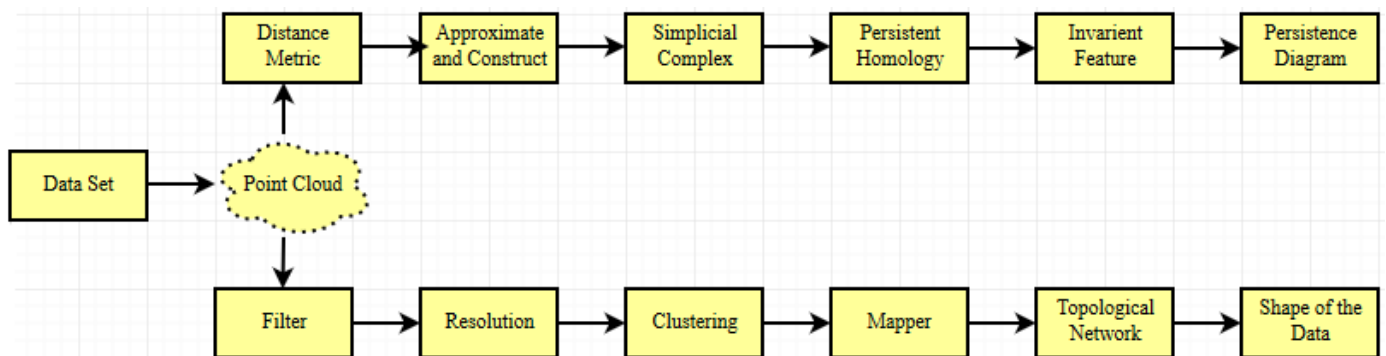 Distance
Metric
Approximate
and Construct
Simplicial
Complex
Persistent
Homology
Invarient
Feature
Persistence
Diagram
Data Set
Point Cloud
Filter
Resolution
Clustering
Mapper
Topological
Network
Shape of the
Data